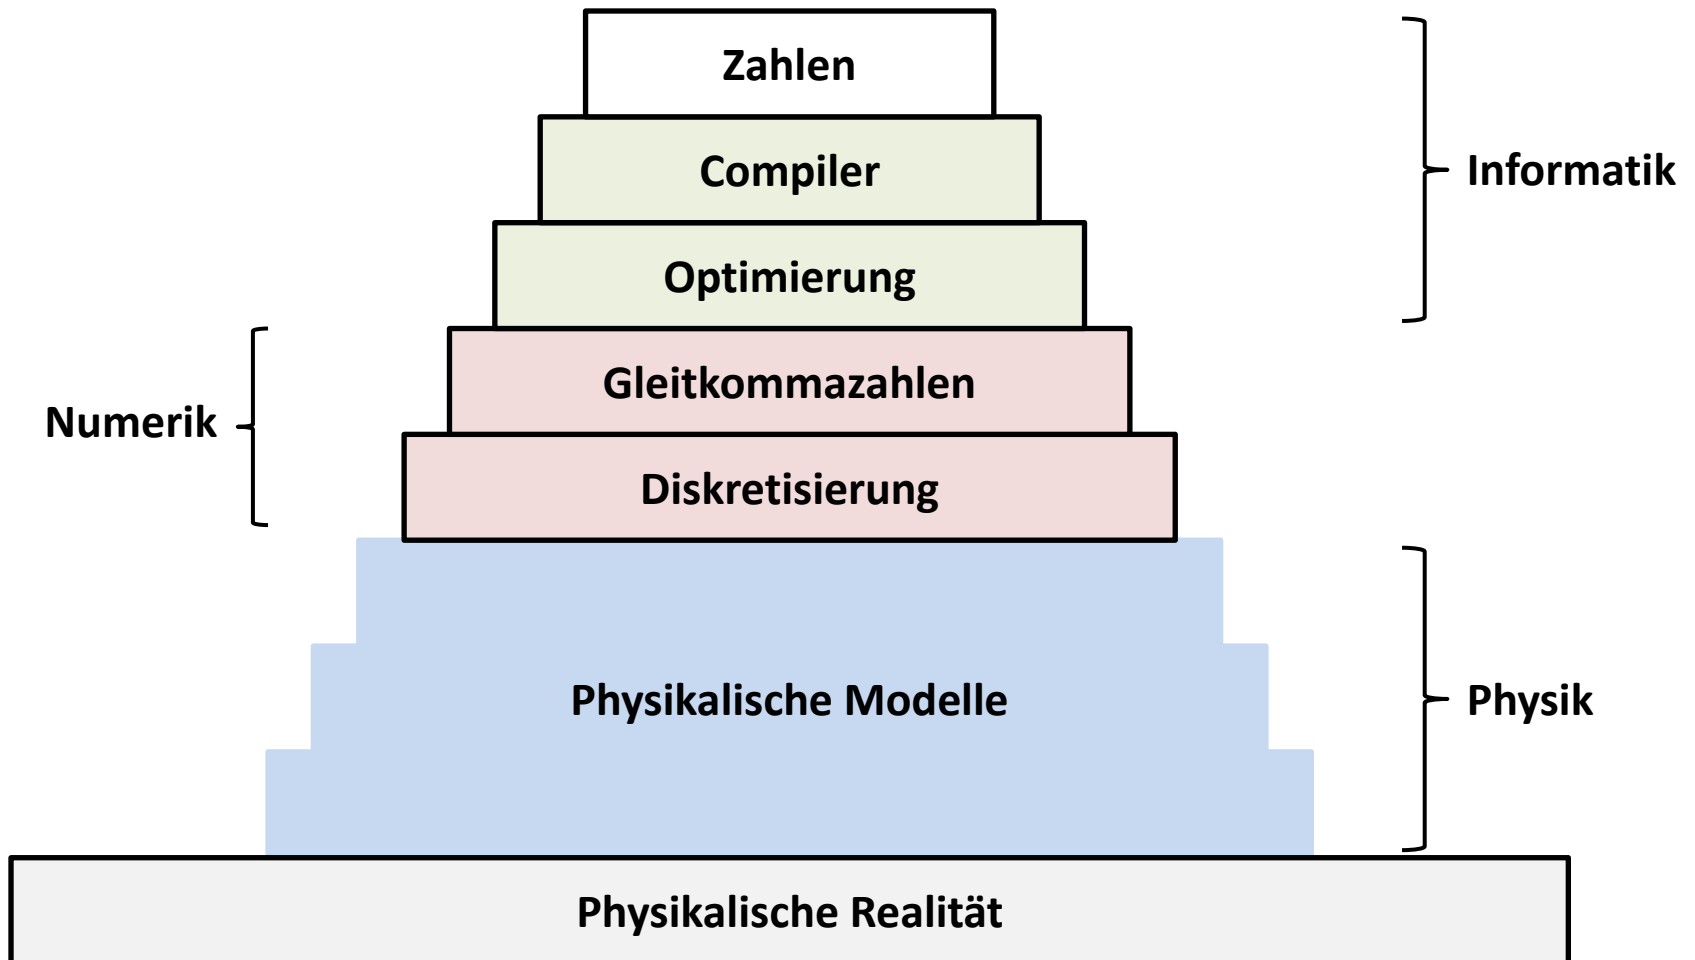 Zahlen
Compiler
Informatik
Optimierung
Gleitkommazahlen
Numerik
Diskretisierung
Physikalische Modelle
Physik
Physikalische Realität